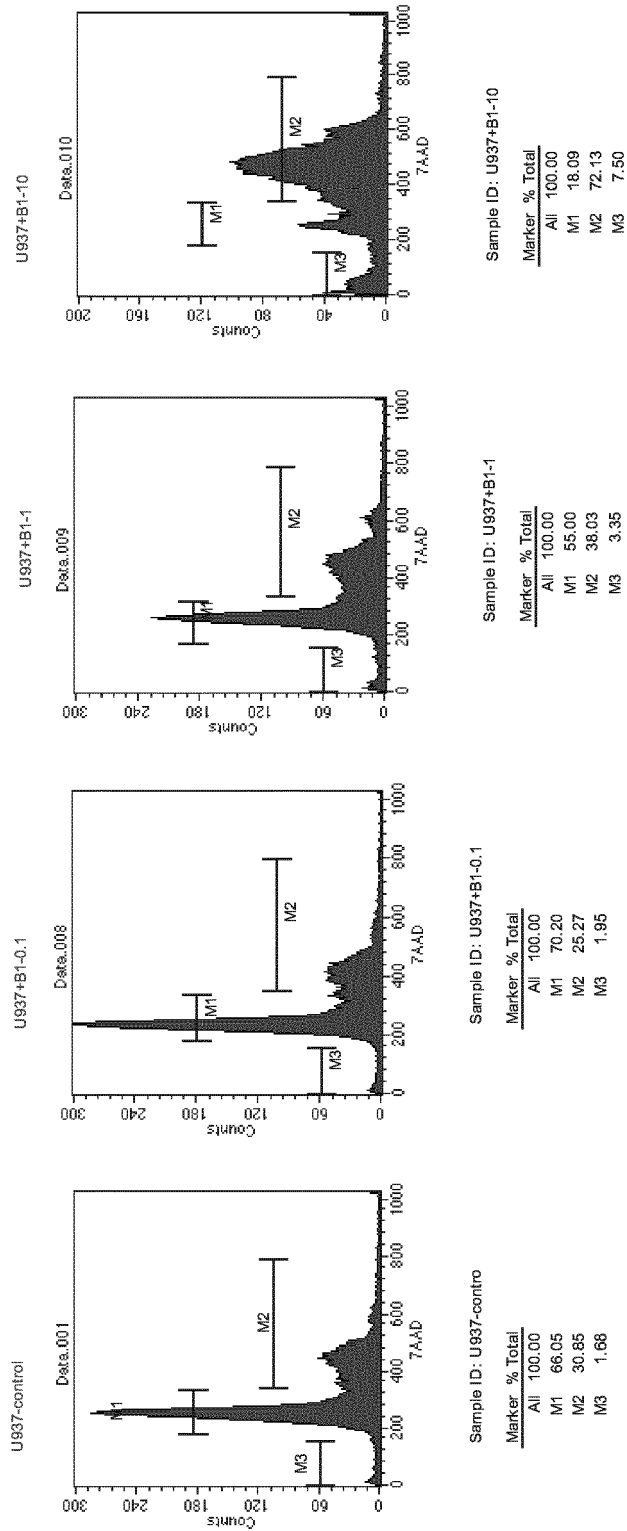 U937-control
Data.001
300
240
180
120
60
0
Counts
M1
M2
M3
0 200 400 600 800 1000
7AAD
Sample ID: U937-contro
Marker % Total
All 100.00
M1 66.05
M2 30.85
M3 1.68
U937+B1-0.1
Data.008
300
240
180
120
60
0
Counts
M1
M2
M3
0 200 400 600 800 1000
7AAD
Sample ID: U937+B1-0.1
Marker % Total
All 100.00
M1 70.20
M2 25.27
M3 1.95
U937+B1-1
Data.009
300
240
180
120
60
0
Counts
M1
M2
M3
0 200 400 600 800 1000
7AAD
Sample ID: U937+B1-1
Marker % Total
All 100.00
M1 55.00
M2 38.03
M3 3.35
U937+B1-10
Data.010
200
160
120
80
40
0
Counts
M1
M2
M3
0 200 400 600 800 1000
7AAD
Sample ID: U937+B1-10
Marker % Total
All 100.00
M1 18.09
M2 72.13
M3 7.50